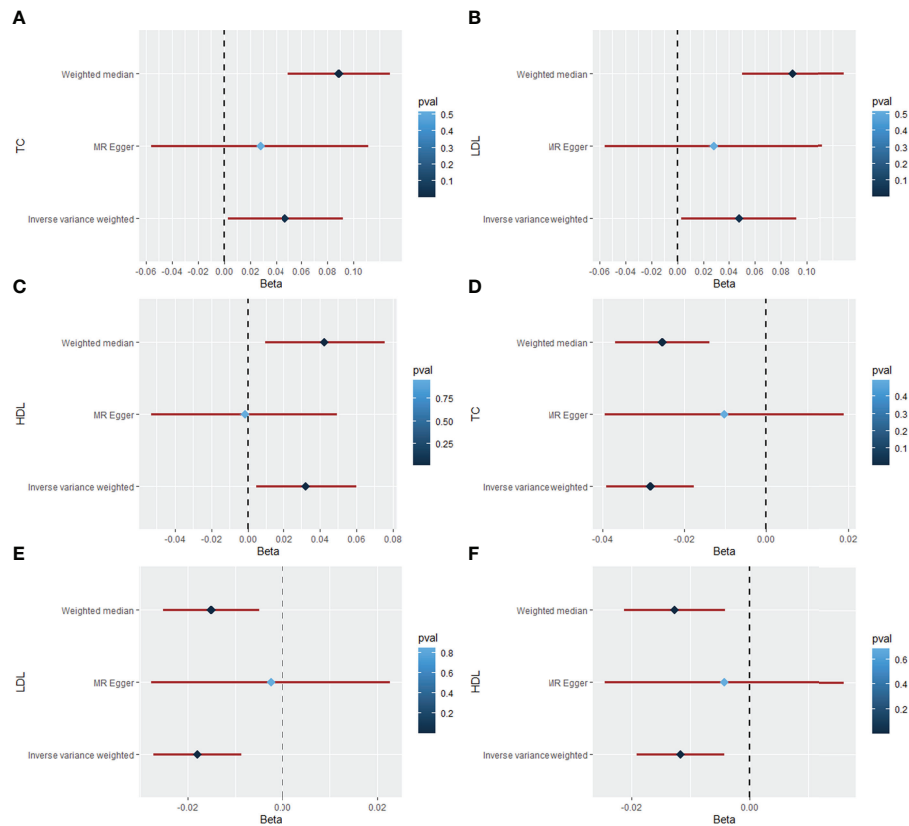 A
TC
Weighted median
MR Egger
Inverse variance weighted
-0.06 -0.04 -0.02 0.00 0.02 0.04 0.06 0.08 0.10
Beta
pval
0.5
0.4
0.3
0.2
0.1
B
LDL
Weighted median
MR Egger
Inverse variance weighted
-0.06 -0.04 -0.02 0.00 0.02 0.04 0.06 0.08 0.10
Beta
pval
0.5
0.4
0.3
0.2
0.1
C
HDL
Weighted median
MR Egger
Inverse variance weighted
-0.04 -0.02 0.00 0.02 0.04 0.06 0.08
Beta
pval
0.75
0.50
0.25
D
TC
Weighted median
MR Egger
Inverse variance weighted
-0.04 -0.02 0.00 0.02
Beta
pval
0.4
0.3
0.2
0.1
E
LDL
Weighted median
MR Egger
Inverse variance weighted
-0.02 0.00 0.02
Beta
pval
0.8
0.6
0.4
0.2
F
HDL
Weighted median
MR Egger
Inverse variance weighted
-0.02 0.00
Beta
pval
0.6
0.4
0.2